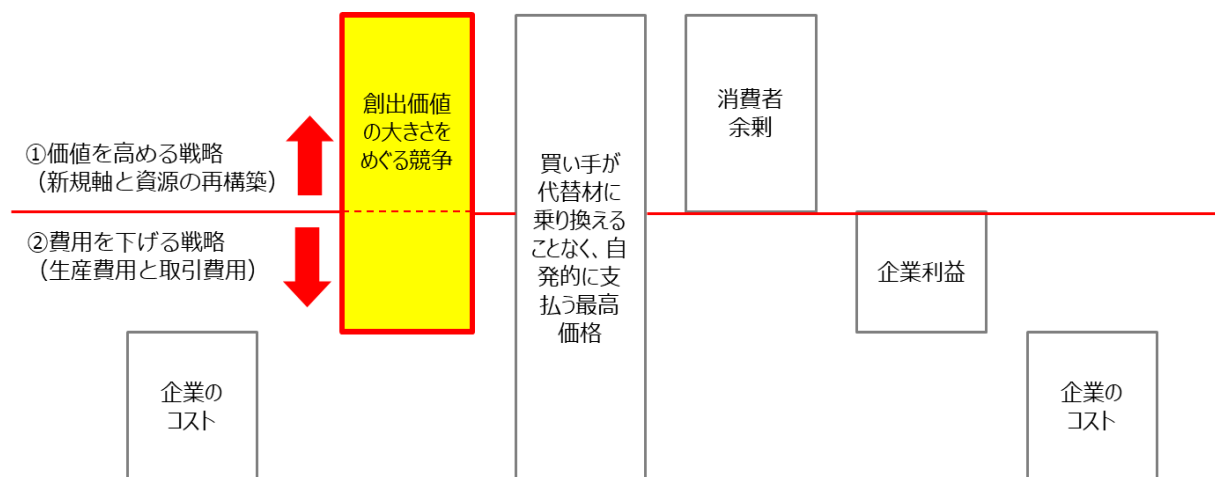 ①価値を高める戦略
（新規軸と資源の再構築）
②費用を下げる戦略
（生産費用と取引費用）
企業の
コスト
創出価値
の大きさを
めぐる競争
買い手が
代替材に
乗り換える
ことなく、自
発的に支
払う最高
価格
消費者
余剰
企業利益
企業の
コスト